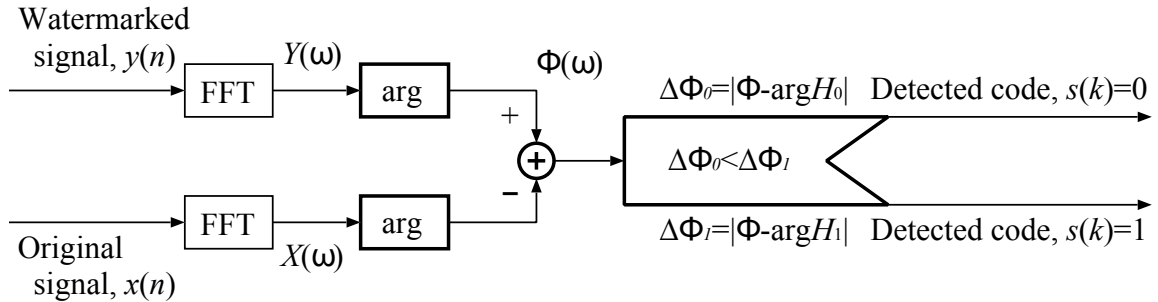 Watermarked
signal, y(n)
FFT
Y(ω)
arg
Φ(ω)
+
+
−
ΔΦ₀=|Φ-argH₀|
Detected code, s(k)=0
ΔΦ₀<ΔΦ₁
ΔΦ₁=|Φ-argH₁|
Detected code, s(k)=1
Original
signal, x(n)
FFT
X(ω)
arg